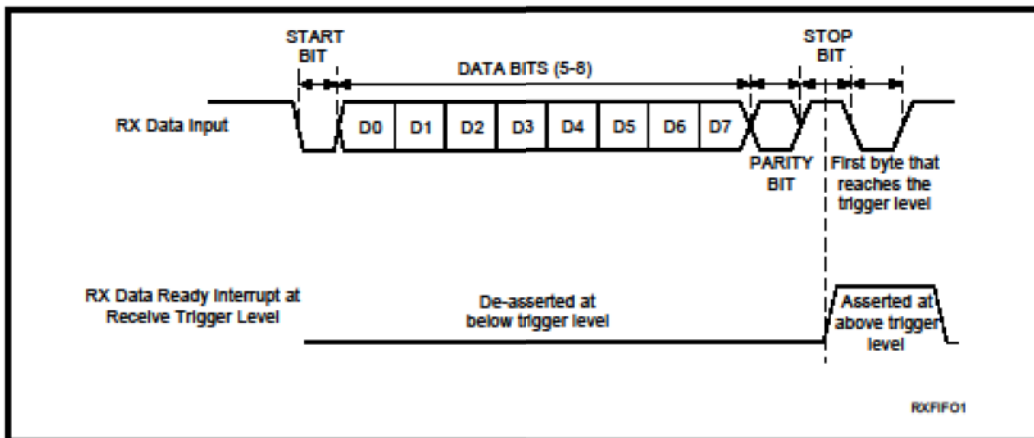 START
BIT
DATA BITS (5-8)
STOP
BIT
RX Data Input
D0 D1 D2 D3 D4 D5 D6 D7
PARITY
BIT
First byte that
reaches the
trigger level
RX Data Ready Interrupt at
Receive Trigger Level
De-asserted at
below trigger level
Asserted at
above trigger
level
RXFIFO1